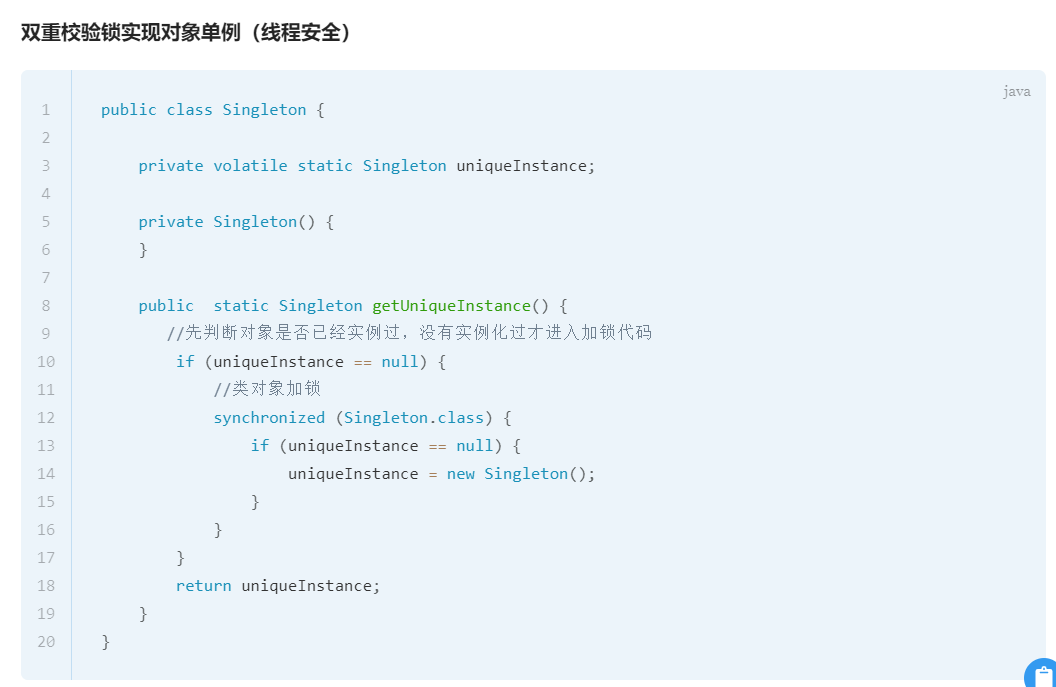 双重校验锁实现对象单例（线程安全）
java
1 public class Singleton {
2
3     private volatile static Singleton uniqueInstance;
4
5     private Singleton() {
6     }
7
8     public  static Singleton getUniqueInstance() {
9        //先判断对象是否已经实例过，没有实例化过才进入加锁代码
10         if (uniqueInstance == null) {
11             //类对象加锁
12             synchronized (Singleton.class) {
13                 if (uniqueInstance == null) {
14                     uniqueInstance = new Singleton();
15                 }
16             }
17         }
18         return uniqueInstance;
19     }
20 }